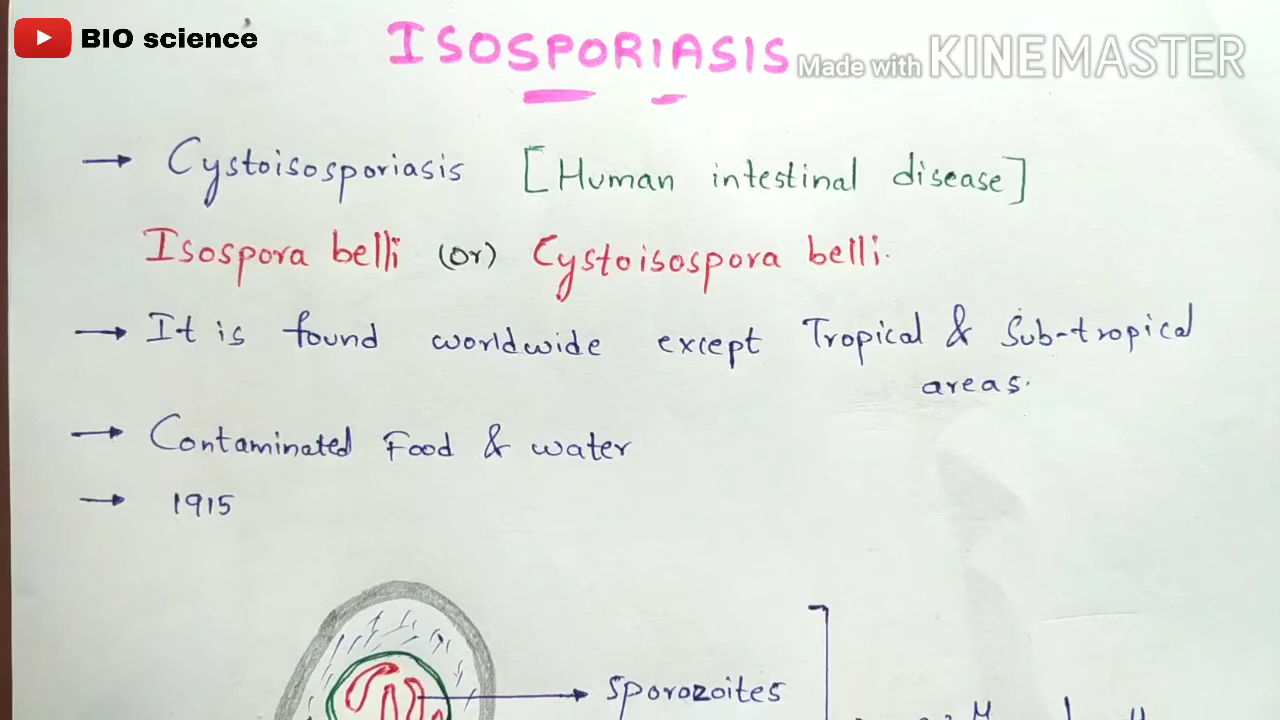 BIO science
ISOSPORIASIS
Made with KINEMASTER
→ Cystoisosporiasis [Human intestinal disease]
Isospora belli (or) Cystoisospora belli.
→ It is found worldwide except Tropical & Sub-tropical
areas.
→ Contaminated Food & water
→ 1915
→ Sporozoites